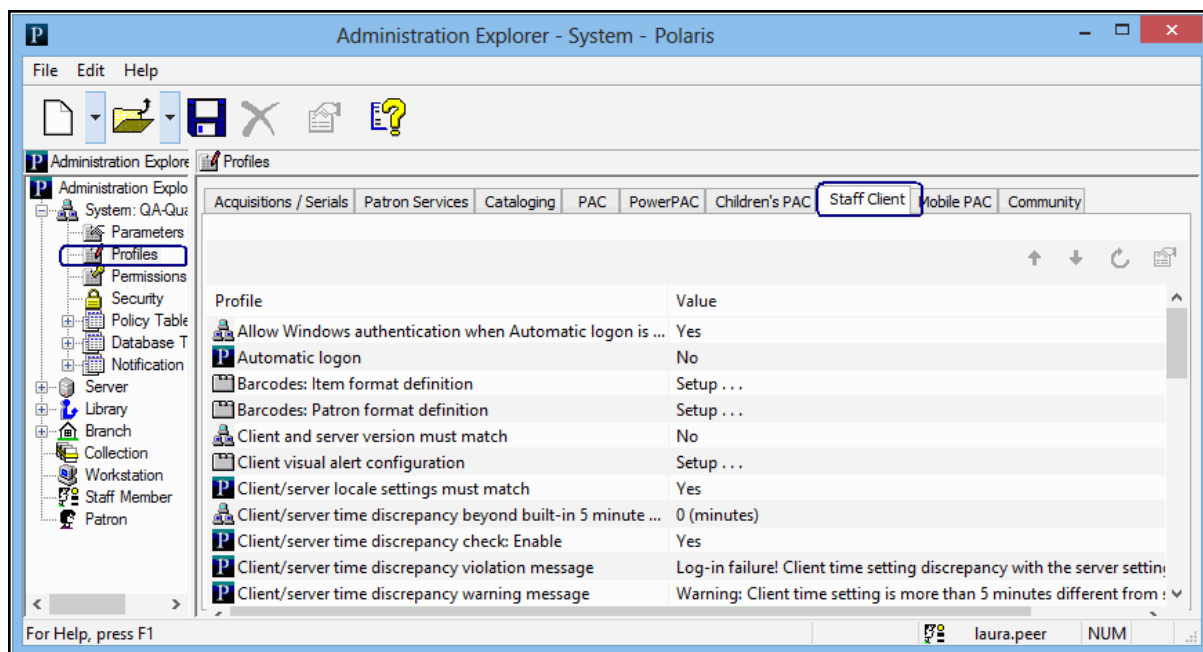 Administration Explorer - System - Polaris
File Edit Help
Administration Explore
Profiles
Administration Explo
System: QA-Qua
Parameters
Profiles
Permissions
Security
Policy Table
Database T
Notification
Server
Library
Branch
Collection
Workstation
Staff Member
Patron
Acquisitions / Serials Patron Services Cataloging PAC PowerPAC Children's PAC Staff Client Mobile PAC Community
Profile Value
Allow Windows authentication when Automatic logon is ... Yes
Automatic logon No
Barcodes: Item format definition Setup . . .
Barcodes: Patron format definition Setup . . .
Client and server version must match No
Client visual alert configuration Setup . . .
Client/server locale settings must match Yes
Client/server time discrepancy beyond built-in 5 minute ... 0 (minutes)
Client/server time discrepancy check: Enable Yes
Client/server time discrepancy violation message Log-in failure! Client time setting discrepancy with the server setting
Client/server time discrepancy warning message Warning: Client time setting is more than 5 minutes different from
For Help, press F1 laura.peer NUM